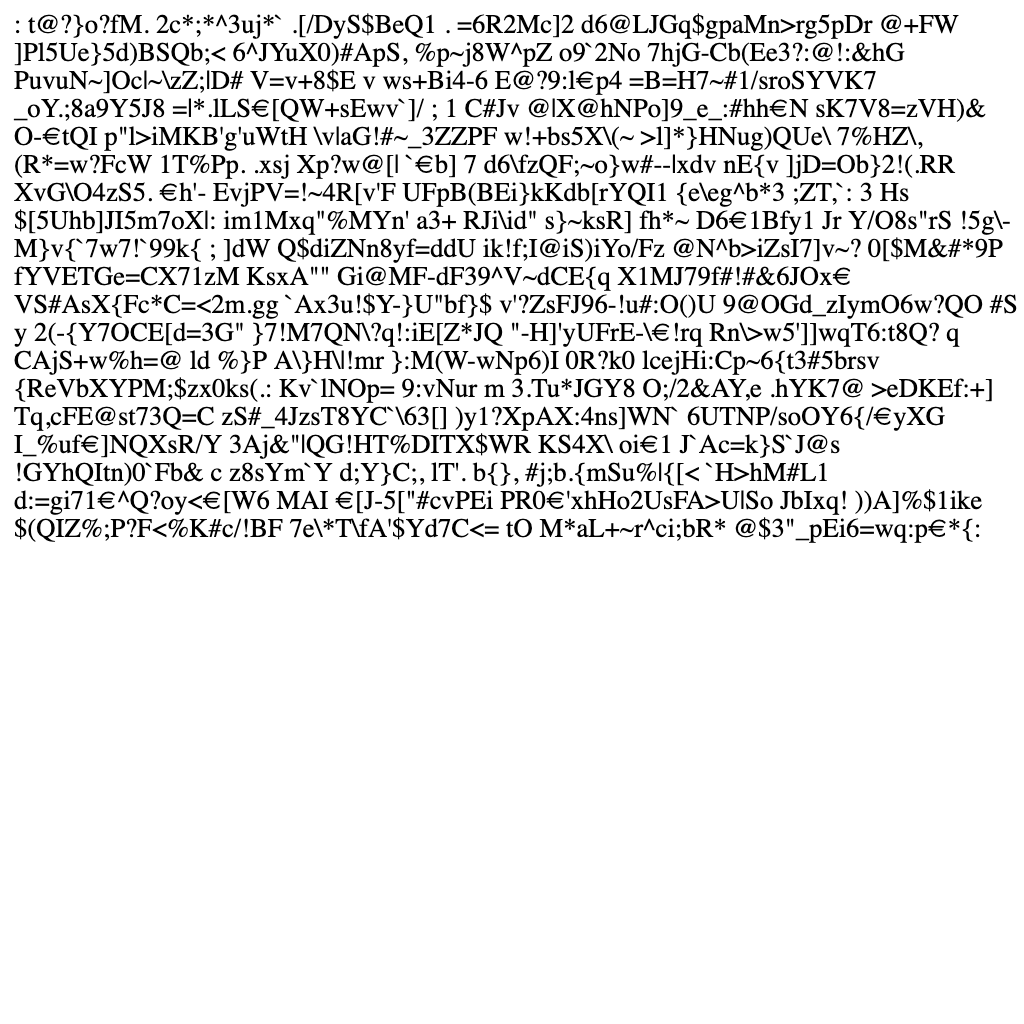 : t@?}o?fM. 2c*;*^3uj*` .[/DyS$BeQ1 . =6R2Mc]2 d6@LJGq$gpaMn>rg5pDr @+FW
]Pl5Ue}5d)BSQb;< 6^JYuX0)#ApS, %p~j8W^pZ o9`2No 7hjG-Cb(Ee3?:@!:&hG
PuvuN~]Oc|~\zZ;|D# V=v+8$E v ws+Bi4-6 E@?9:l€p4 =B=H7~#1/sroSYVK7
_oY.;8a9Y5J8 =|*.lLS€[QW+sEwv`]/ ; 1 C#Jv @|X@hNPo]9_e_:#hh€N sK7V8=zVH)&
O-€tQI p"l>iMKB'g'uWtH \v|aG!#~_3ZZPF w!+bs5X\(~ >l]*}HNug)QUe\ 7%HZ\,
(R*=w?FcW 1T%Pp. .xsj Xp?w@[| `€b] 7 d6\fzQF;~o}w#--|xdv nE{v ]jD=Ob}2!(.RR
XvG\O4zS5. €h'- EvjPV=!~4R[v'F UFpB(BEi}kKdb[rYQI1 {e\eg^b*3 ;ZT,`: 3 Hs
$[5Uhb]JI5m7oX|: im1Mxq"%MYn' a3+ RJi\id" s}~ksR] fh*~ D6€1Bfy1 Jr Y/O8s"rS !5g\-
M}v{`7w7!`99k{ ; ]dW Q$diZNn8yf=ddU ik!f;I@iS)iYo/Fz @N^b>iZsI7]v~? 0[$M&#*9P
fYVETGe=CX71zM KsxA"" Gi@MF-dF39^V~dCE{q X1MJ79f#!#&6JOx€
VS#AsX{Fc*C=<2m.gg `Ax3u!$Y-}U"bf}$ v'?ZsFJ96-!u#:O()U 9@OGd_zIymO6w?QO #S
y 2(-{Y7OCE[d=3G" }7!M7QN\?q!:iE[Z*JQ "-H]'yUFrE-\€!rq Rn\>w5']]wqT6:t8Q? q
CAjS+w%h=@ ld %}P A\}H\l!mr }:M(W-wNp6)I 0R?k0 lcejHi:Cp~6{t3#5brsv
{ReVbXYPM;$zx0ks(.: Kv`lNOp= 9:vNur m 3.Tu*JGY8 O;/2&AY,e .hYK7@ >eDKEf:+]
Tq,cFE@st73Q=C zS#_4JzsT8YC`\63[] )y1?XpAX:4ns]WN` 6UTNP/soOY6{/€yXG
I_%uf€]NQXsR/Y 3Aj&"|QG!HT%DITX$WR KS4X\ oi€1 J`Ac=k}S`J@s
!GYhQItn)0`Fb& c z8sYm`Y d;Y}C;, lT'. b{}, #j;b.{mSu%|{[< `H>hM#L1
d:=gi71€^Q?oy<€[W6 MAI €[J-5["#cvPEi PR0€'xhHo2UsFA>U|So JbIxq! ))A]%$1ike
$(QIZ%;P?F<%K#c/!BF 7e\*T\fA'$Yd7C<= tO M*aL+~r^ci;bR* @$3"_pEi6=wq:p€*{: